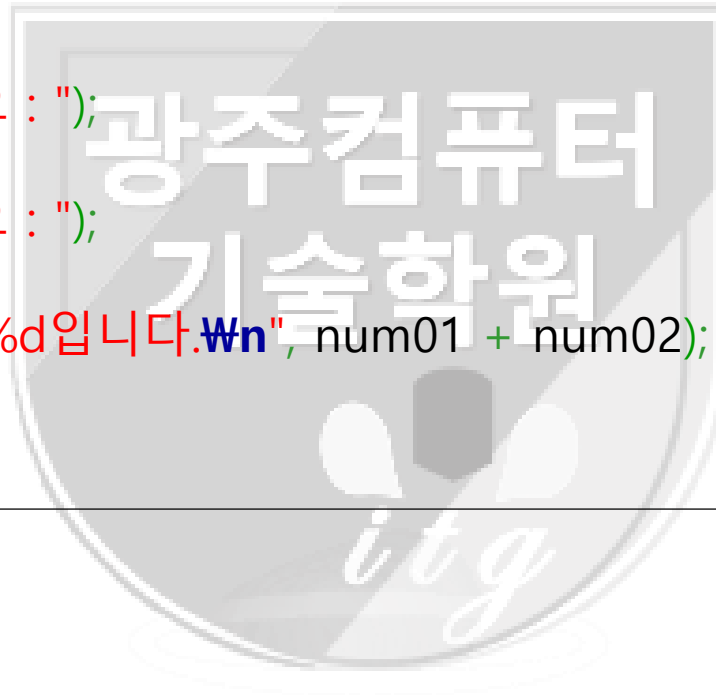 : ");
: ");
%d입니다.₩n", num01 + num02);
광주컴퓨터
기술학원
itg